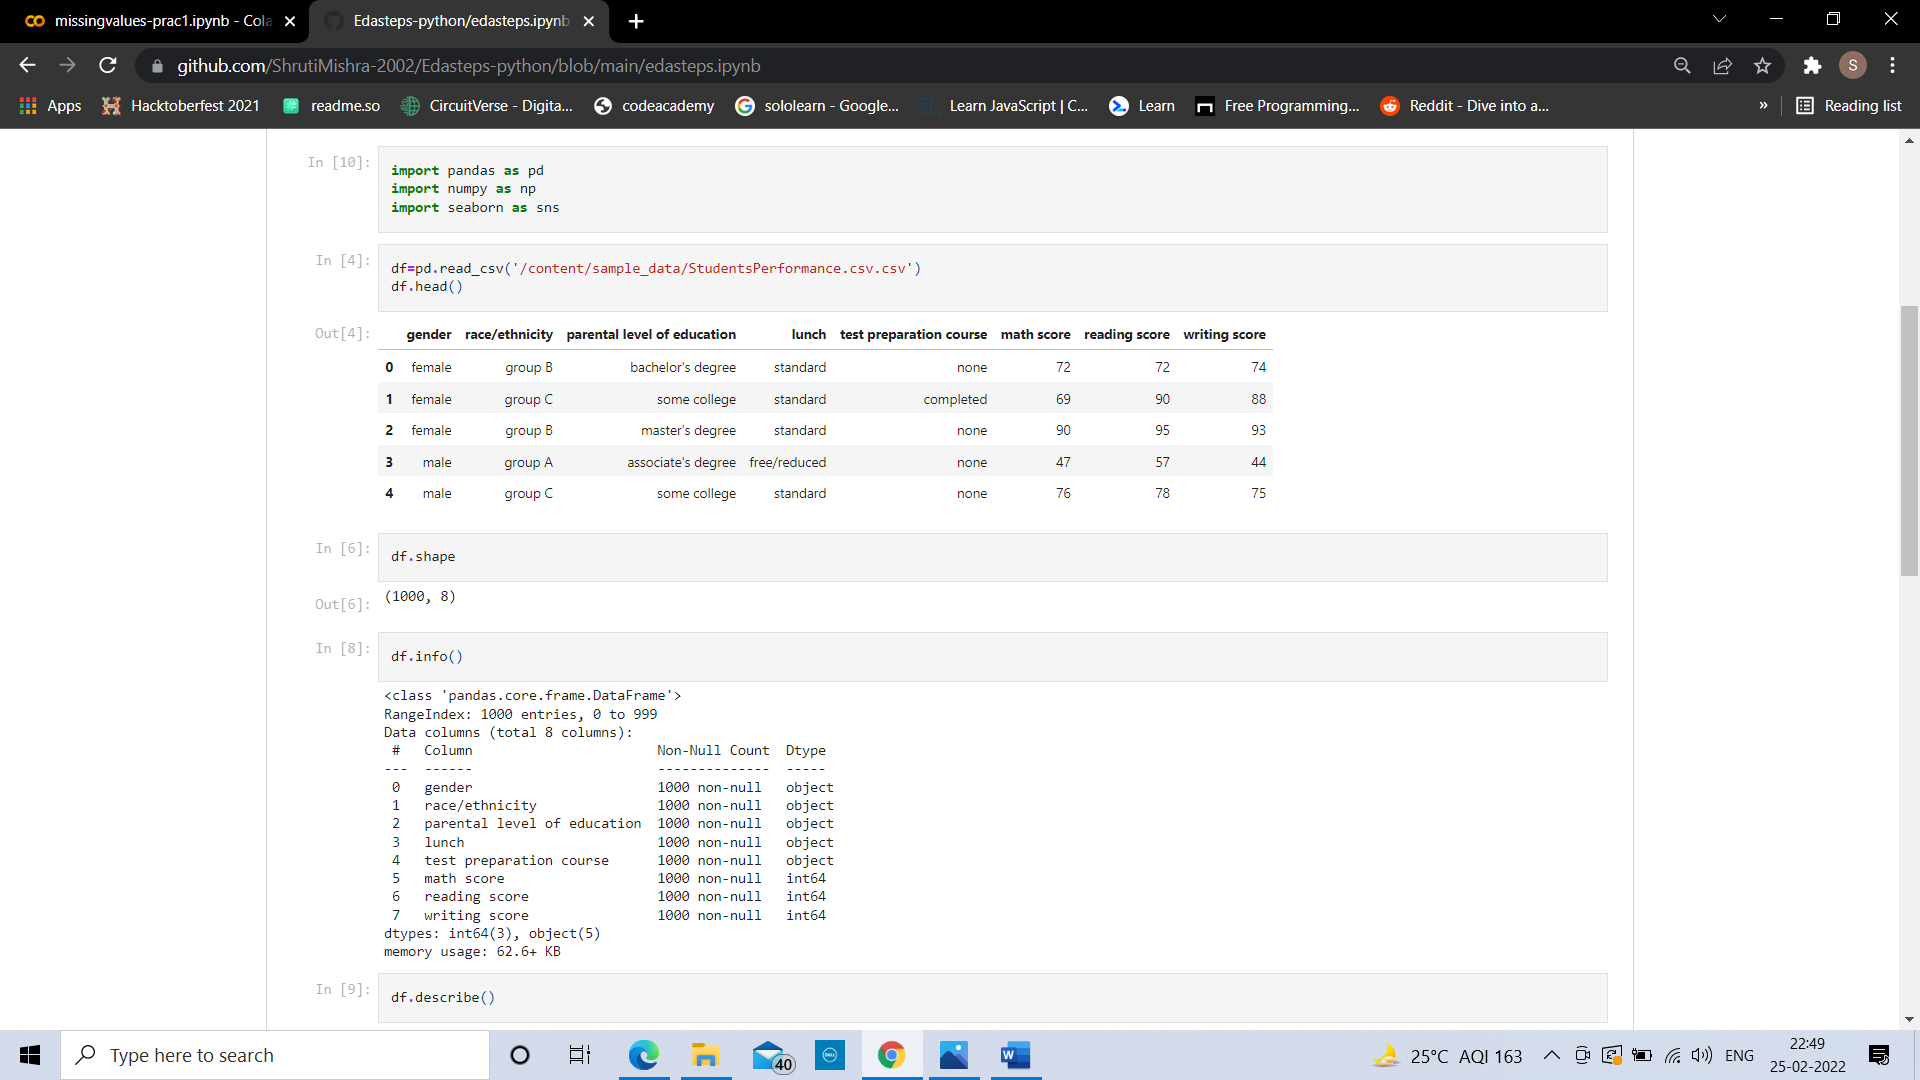 missingvalues-prac1.ipynb - Cola
Edasteps-python/edasteps.ipynb
github.com/ShrutiMishra-2002/Edasteps-python/blob/main/edasteps.ipynb
S
Apps
Hacktoberfest 2021
readme.so
CircuitVerse - Digita...
codeacademy
sololearn - Google...
Learn JavaScript | C...
Learn
Free Programming...
Reddit - Dive into a...
»
Reading list
In [10]:
import pandas as pd
import numpy as np
import seaborn as sns
In [4]:
df=pd.read_csv('/content/sample_data/StudentsPerformance.csv.csv')
df.head()
Out[4]:
gender race/ethnicity parental level of education lunch test preparation course math score reading score writing score
0 female group B bachelor's degree standard none 72 72 74
1 female group C some college standard completed 69 90 88
2 female group B master's degree standard none 90 95 93
3 male group A associate's degree free/reduced none 47 57 44
4 male group C some college standard none 76 78 75
In [6]:
df.shape
Out[6]:
(1000, 8)
In [8]:
df.info()
<class 'pandas.core.frame.DataFrame'>
RangeIndex: 1000 entries, 0 to 999
Data columns (total 8 columns):
# Column Non-Null Count Dtype
--- ------ -------------- -----
0 gender 1000 non-null object
1 race/ethnicity 1000 non-null object
2 parental level of education 1000 non-null object
3 lunch 1000 non-null object
4 test preparation course 1000 non-null object
5 math score 1000 non-null int64
6 reading score 1000 non-null int64
7 writing score 1000 non-null int64
dtypes: int64(3), object(5)
memory usage: 62.6+ KB
In [9]:
df.describe()
Type here to search
40
DELL
W
25°C AQI 163
ENG
22:49
25-02-2022